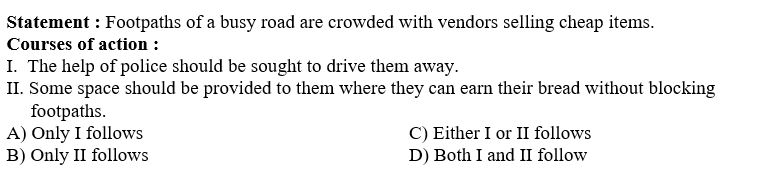 Statement : Footpaths of a busy road are crowded with vendors selling cheap items.
Courses of action :
I. The help of police should be sought to drive them away.
II. Some space should be provided to them where they can earn their bread without blocking
footpaths.
A) Only I follows C) Either I or II follows
B) Only II follows D) Both I and II follow